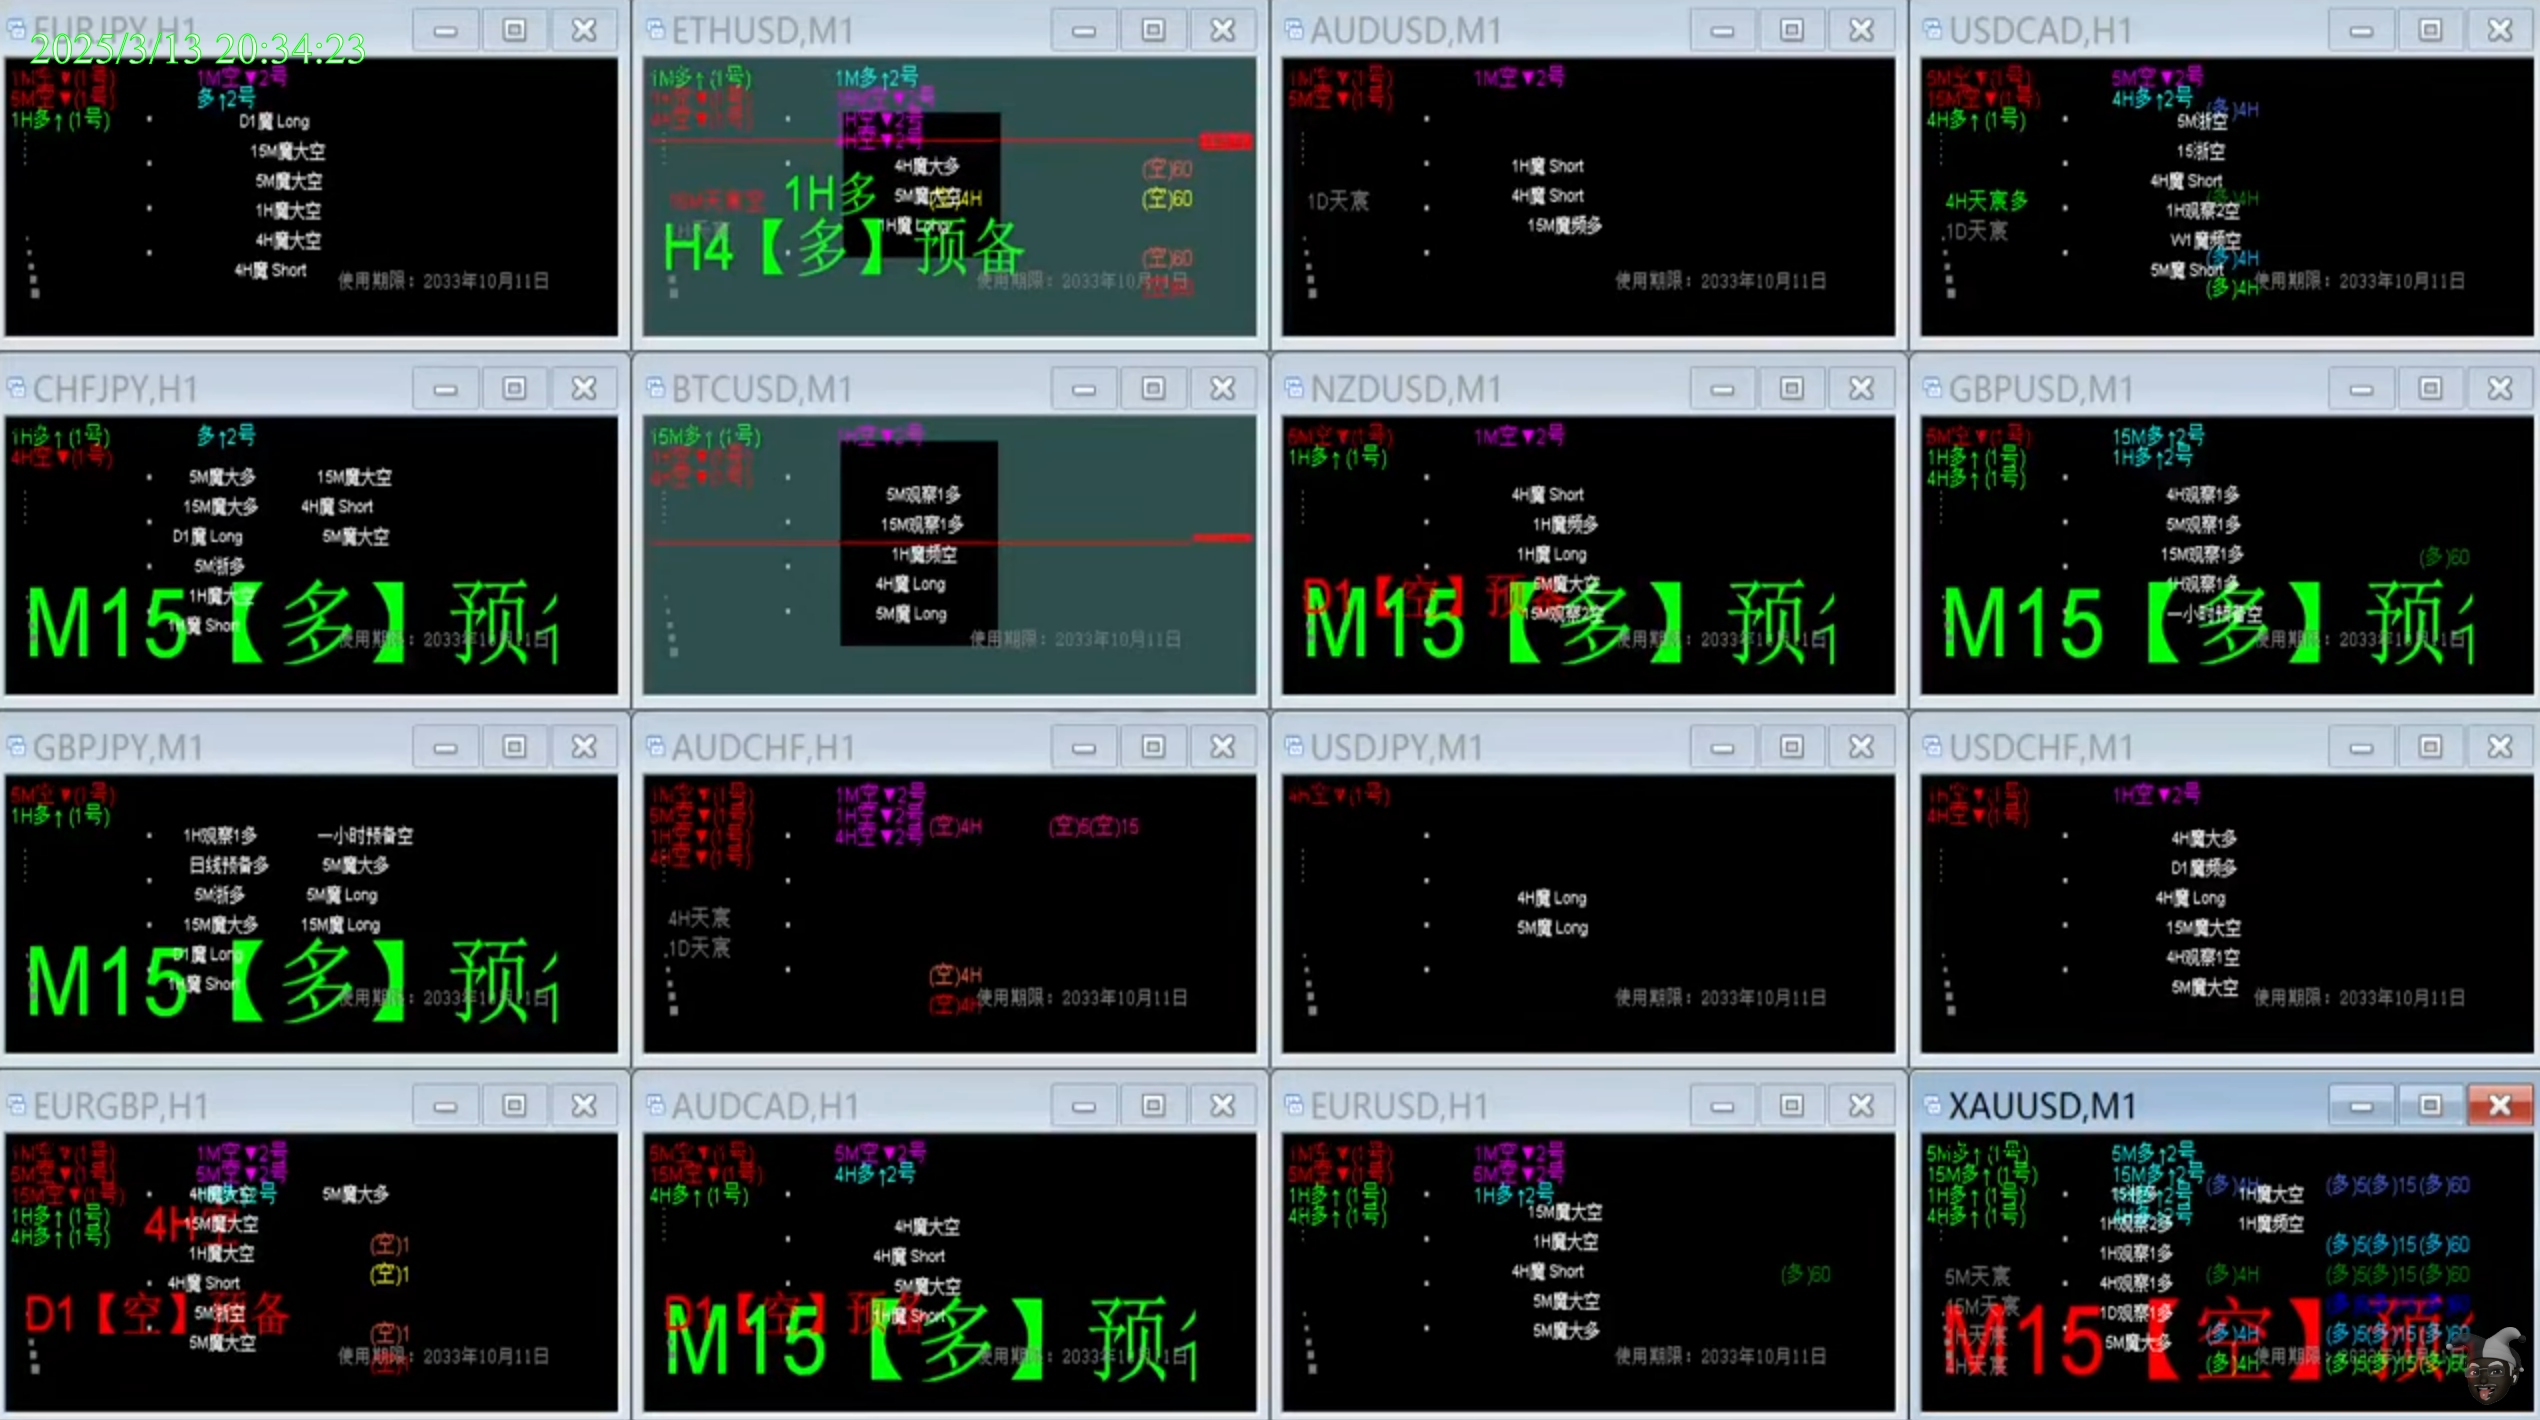 EURJPY,H1
2025/3/13 20:34:23
1M空▼(1号)
1M空▼2号
5M空▼(1号)
多↑2号
1H多↑(1号)
D1魔 Long
15M魔大空
5M魔大空
1H魔大空
4H魔大空
4H魔 Short
使用期限：2033年10月11日
ETHUSD,M1
1M多↑(1号)
1M多↑2号
4H空▼(1号)
1H空▼2号
4H空▼2号
4H魔大多
(空)60
1H多
5M魔大空
(空)4H
(空)60
15M天宸空
1H魔 Long
H4【多】预备
(空)60
使用期限：2033年10月11日
AUDUSD,M1
1M空▼(1号)
1M空▼2号
5M空▼(1号)
1H魔 Short
4H魔 Short
1D天宸
15M魔频多
使用期限：2033年10月11日
USDCAD,H1
5M空▼(1号)
5M空▼2号
15M空▼(1号)
4H多↑2号
(多)4H
4H多↑(1号)
5M浙空
15浙空
4H魔 Short
4H天宸多
(多)4H
1H观察2空
1D天宸
W1魔频空
(多)4H
5M魔 Short
(多)4H
使用期限：2033年10月11日
CHFJPY,H1
1H多↑(1号)
多↑2号
4H空▼(1号)
5M魔大多
15M魔大空
15M魔大多
4H魔 Short
D1魔 Long
5M魔大空
5M浙多
1H魔大空
1H魔 Short
M15【多】预
使用期限：2033年10月11日
BTCUSD,M1
15M多↑(1号)
1H空▼2号
1H空▼(1号)
4H空▼(1号)
5M观察1多
15M观察1多
1H魔频空
4H魔 Long
5M魔 Long
使用期限：2033年10月11日
NZDUSD,M1
5M空▼(1号)
1M空▼2号
1H多↑(1号)
4H魔 Short
1H魔频多
1H魔 Long
5M魔大空
D1【空】预备
15M观察2空
M15【多】预
使用期限：2033年10月11日
GBPUSD,M1
5M空▼(1号)
15M多↑2号
1H多↑(1号)
1H多↑2号
4H多↑(1号)
4H观察1多
5M观察1多
15M观察1多
(多)60
4H观察1多
一小时预备空
M15【多】预
使用期限：2033年10月11日
GBPJPY,M1
5M空▼(1号)
1H多↑(1号)
1H观察1多
一小时预备空
日线预备多
5M魔大多
5M浙多
5M魔 Long
15M魔大多
15M魔 Long
D1魔 Long
1H魔 Short
M15【多】预
使用期限：2033年10月11日
AUDCHF,H1
1M空▼(1号)
1M空▼2号
5M空▼(1号)
1H空▼2号
1H空▼(1号)
4H空▼2号
(空)4H
(空)5(空)15
4H空▼(1号)
4H天宸
1D天宸
(空)4H
(空)4H
使用期限：2033年10月11日
USDJPY,M1
4H空▼(1号)
4H魔 Long
5M魔 Long
使用期限：2033年10月11日
USDCHF,M1
1H空▼(1号)
1H空▼2号
4H空▼(1号)
4H魔大多
D1魔频多
4H魔 Long
15M魔大空
4H观察1空
5M魔大空
使用期限：2033年10月11日
EURGBP,H1
1M空▼(1号)
1M空▼2号
5M空▼(1号)
5M空▼2号
15M空▼(1号)
4H魔大空
5M魔大多
1H多↑(1号)
4H空
15M魔大空
4H多↑(1号)
1H魔大空
(空)1
(空)1
4H魔 Short
D1【空】预备
5M浙空
(空)1
5M魔大空
使用期限：2033年10月11日
AUDCAD,H1
5M空▼(1号)
5M空▼2号
15M空▼(1号)
4H多↑2号
4H多↑(1号)
4H魔大空
4H魔 Short
5M魔大空
D1【空】预备
1H魔 Short
M15【多】预
使用期限：2033年10月11日
EURUSD,H1
1M空▼(1号)
1M空▼2号
5M空▼(1号)
5M空▼2号
1H多↑(1号)
1H多↑2号
4H多↑(1号)
15M魔大空
1H魔大空
4H魔 Short
(多)60
5M魔大空
5M魔大多
使用期限：2033年10月11日
XAUUSD,M1
5M多↑(1号)
5M多↑2号
15M多↑(1号)
15M多↑2号
(多)4H
(多)5(多)15(多)60
1H多↑(1号)
1H魔大空
4H多↑(1号)
1H观察2多
1H魔频空
1H观察1多
(多)5(多)15(多)60
5M天宸
4H观察1多
(多)4H
(多)5(多)15(多)60
15M天宸
1D观察1多
1H天宸
5M魔大多
(多)4H
(多)5(多)15(多)60
4H天宸
(多)4H
M15【空】预